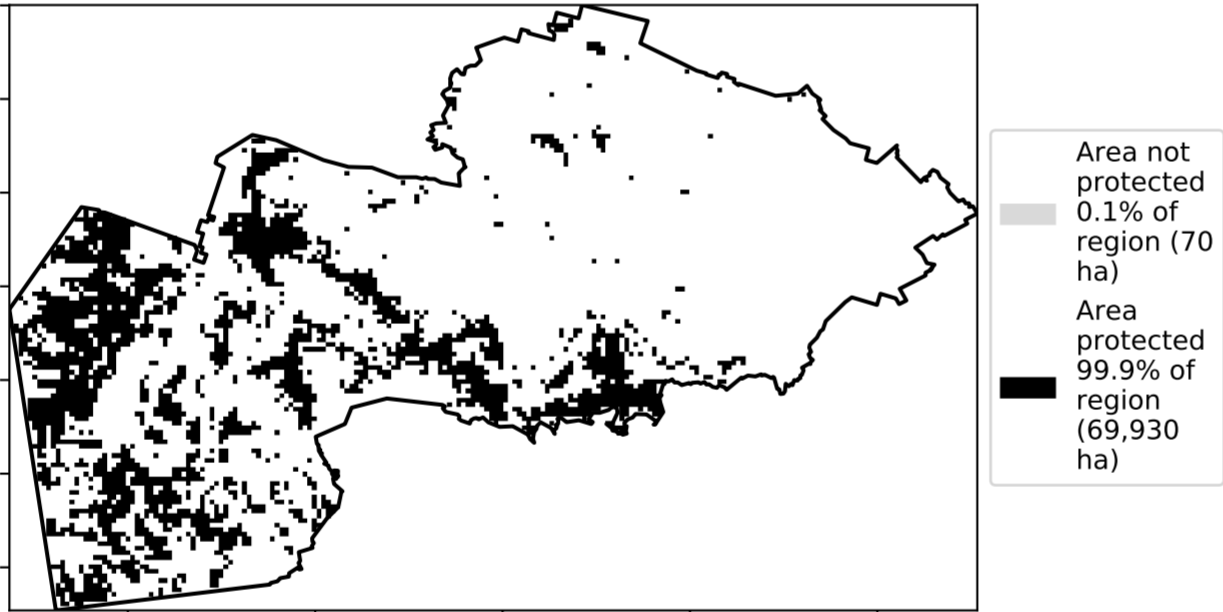 Area not
protected
0.1% of
region (70
ha)
Area
protected
99.9% of
region
(69,930
ha)